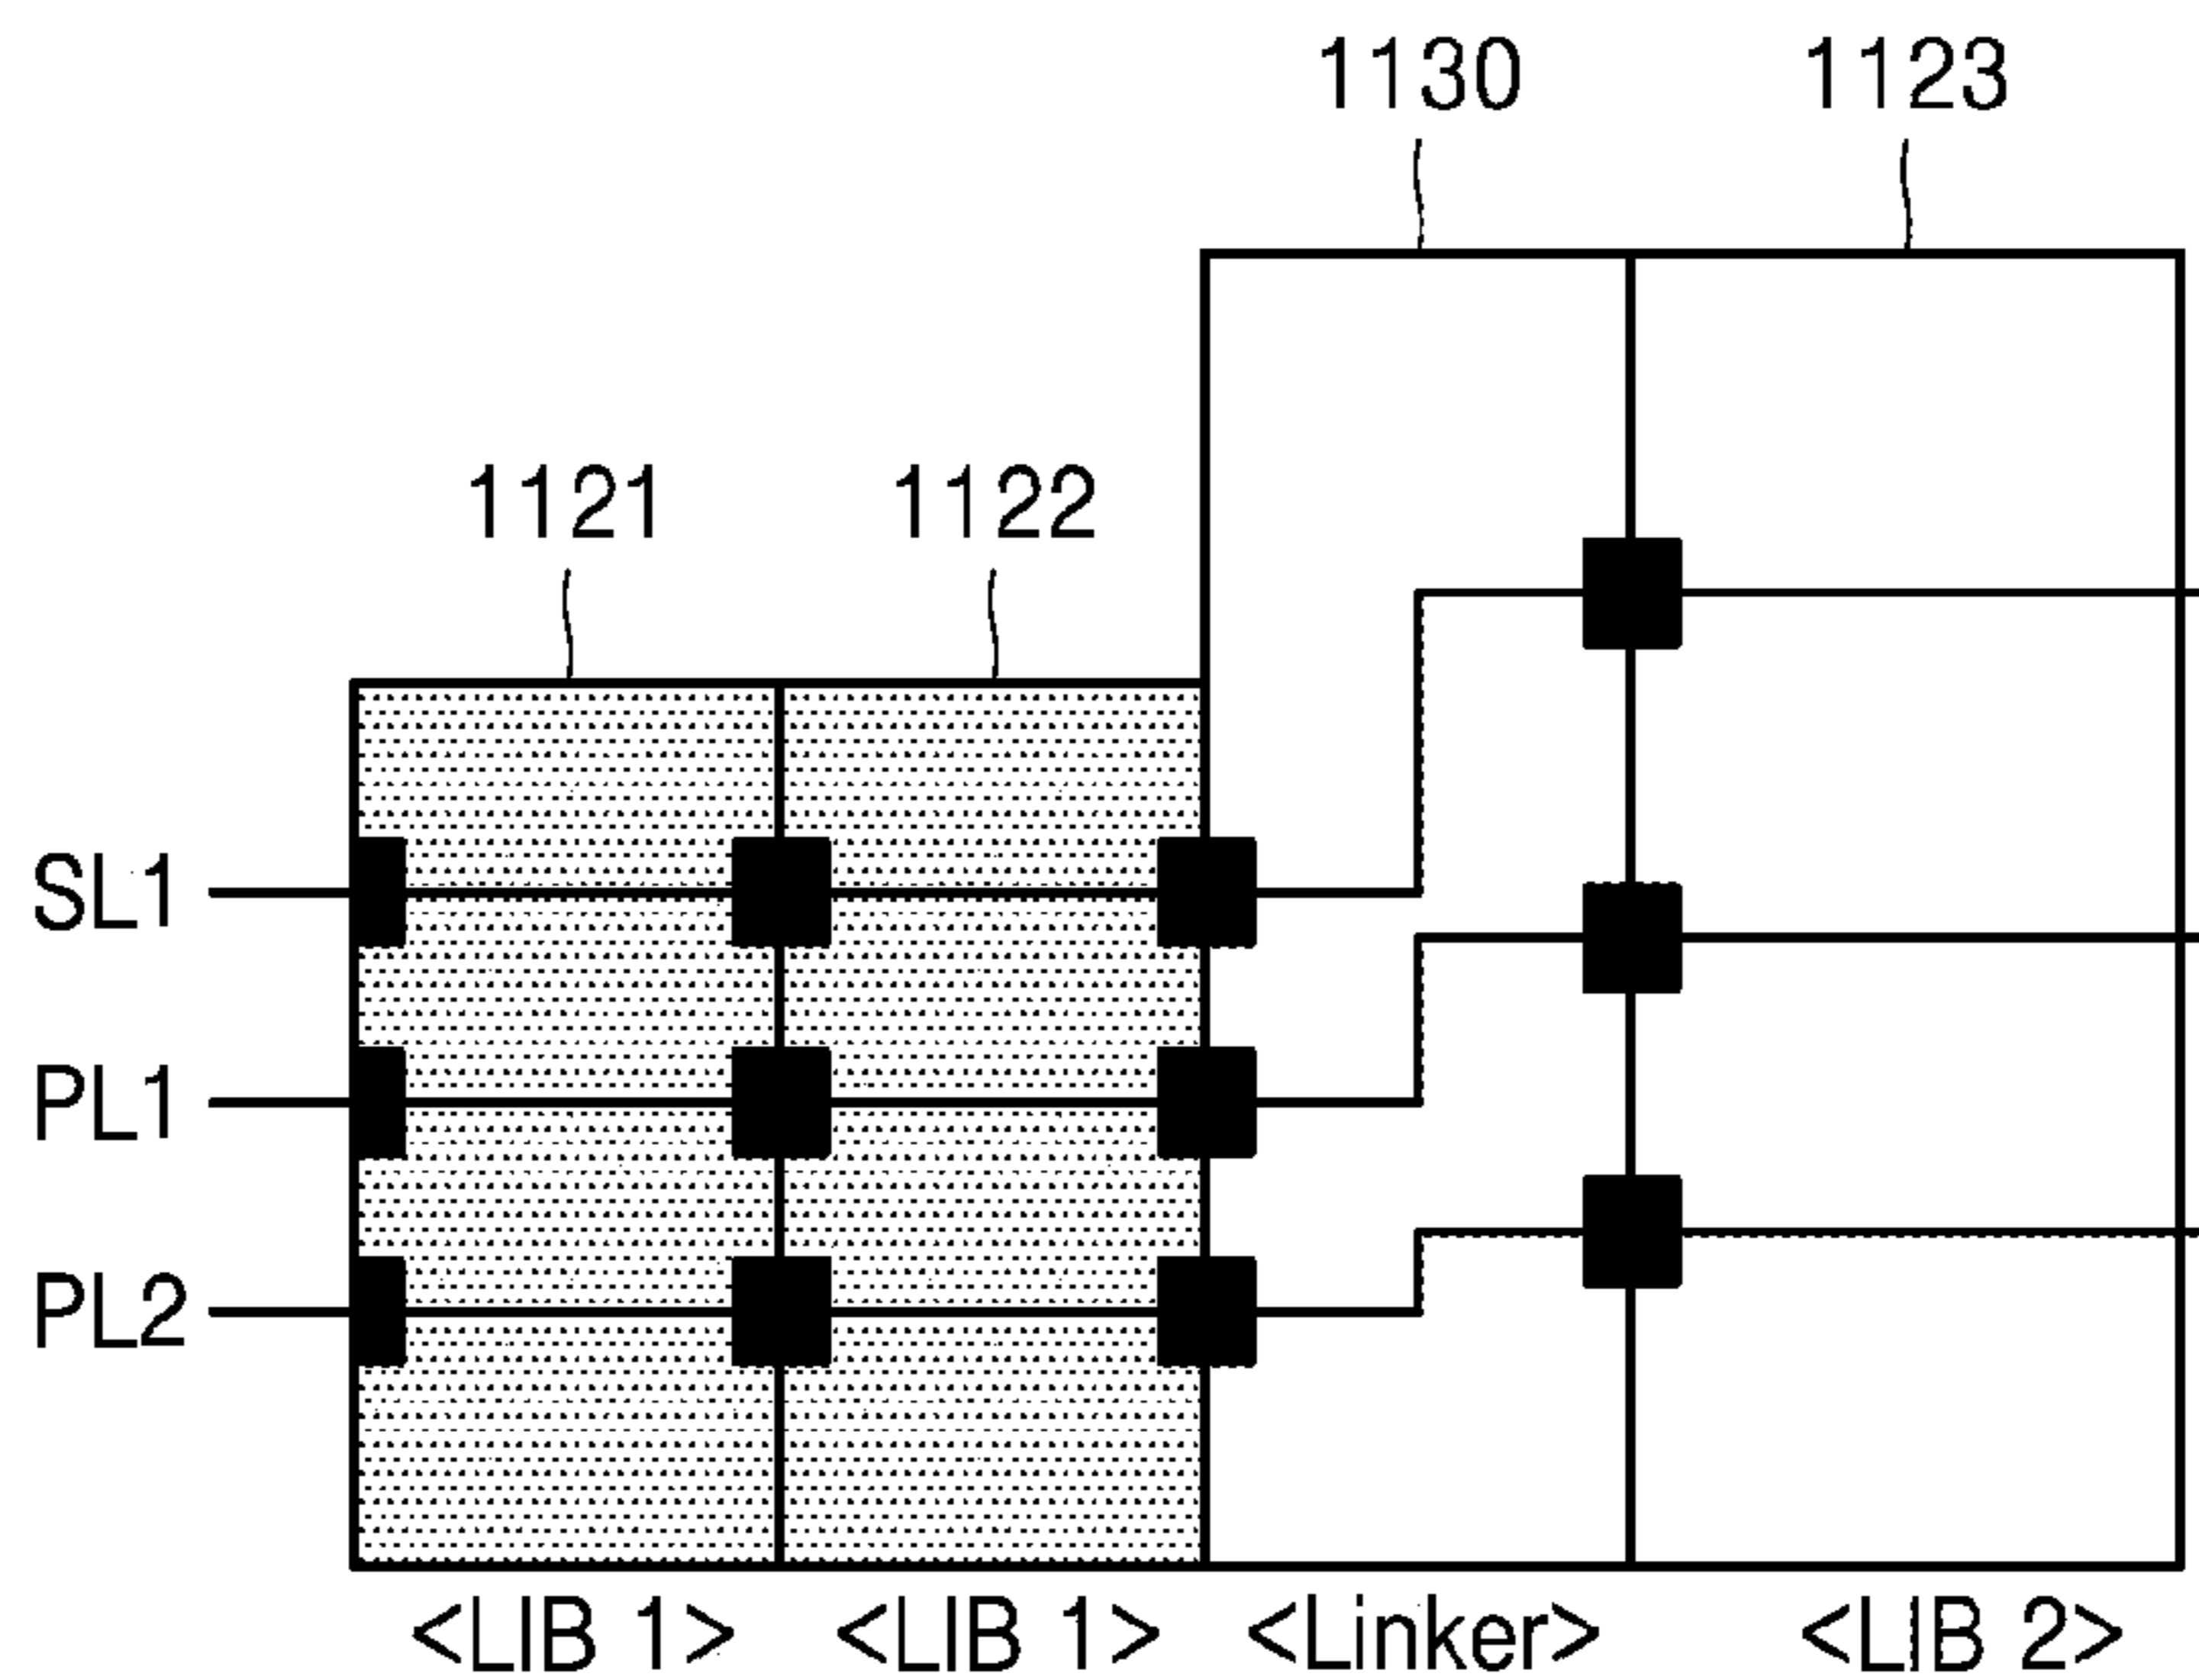 1130 1123
1121 1122
SL1
PL1
PL2
<LIB 1> <LIB 1> <Linker> <LIB 2>